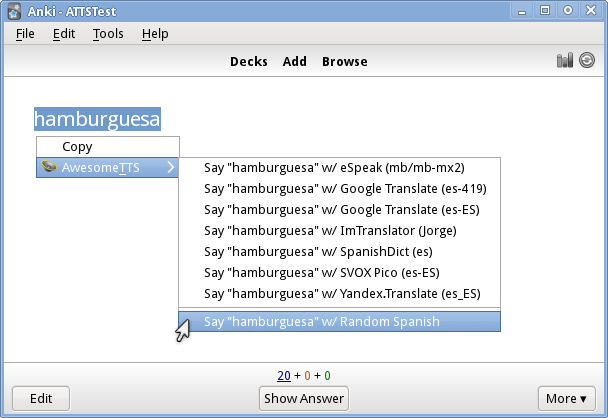 Anki - ATTSTest
File Edit Tools Help
Decks Add Browse
hamburguesa
Copy
AwesomeTTS
Say "hamburguesa" w/ eSpeak (mb/mb-mx2)
Say "hamburguesa" w/ Google Translate (es-419)
Say "hamburguesa" w/ Google Translate (es-ES)
Say "hamburguesa" w/ ImTranslator (Jorge)
Say "hamburguesa" w/ SpanishDict (es)
Say "hamburguesa" w/ SVOX Pico (es-ES)
Say "hamburguesa" w/ Yandex.Translate (es_ES)
Say "hamburguesa" w/ Random Spanish
20 + 0 + 0
Edit Show Answer More ▾